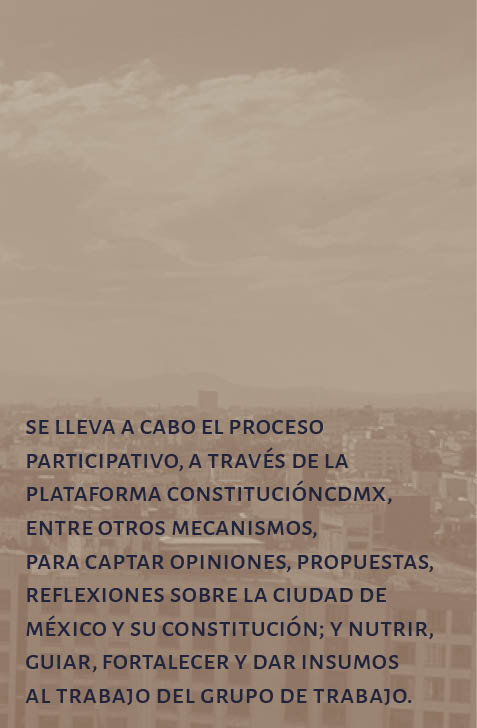 SE LLEVA A CABO EL PROCESO
PARTICIPATIVO, A TRAVÉS DE LA
PLATAFORMA CONSTITUCIÓNCDMX,
ENTRE OTROS MECANISMOS,
PARA CAPTAR OPINIONES, PROPUESTAS,
REFLEXIONES SOBRE LA CIUDAD DE
MÉXICO Y SU CONSTITUCIÓN; Y NUTRIR,
GUIAR, FORTALECER Y DAR INSUMOS
AL TRABAJO DEL GRUPO DE TRABAJO.